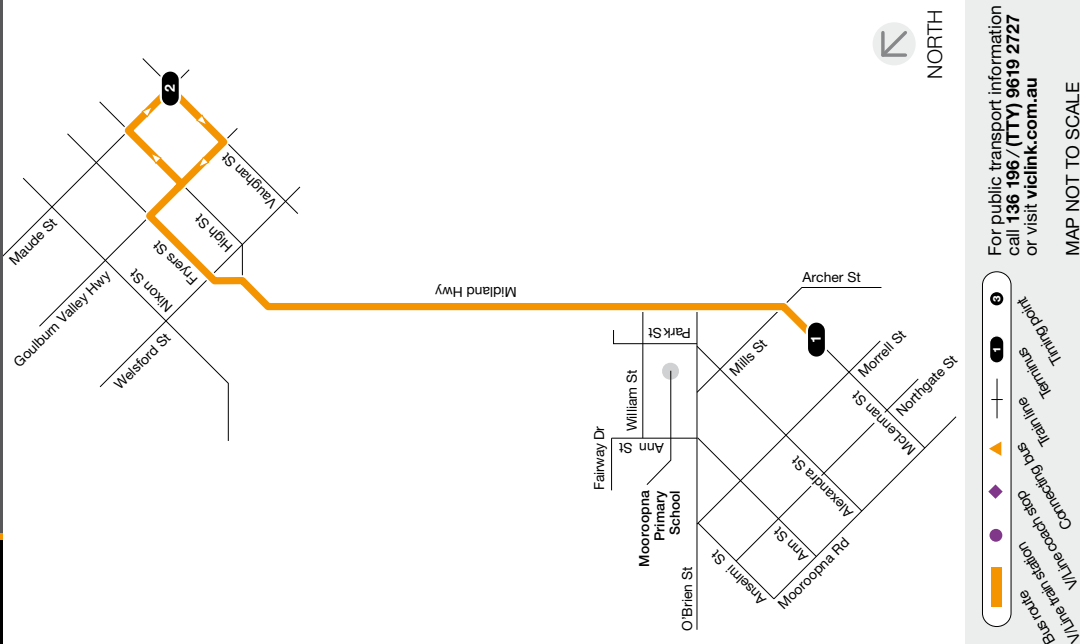 2
Maude St
Vaughan St
High St
Fryers St
Nixon St
Goulburn Valley Hwy
Welsford St
Midland Hwy
Archer St
1
Park St
Mills St
William St
Morrell St
Northgate St
McLennan St
Fairway Dr
Ann St
Alexandra St
Mooroopna
Primary
School
Ann St
Anselmi St
Mooroopna Rd
O'Brien St
NORTH
For public transport information
call 136 196 / (TTY) 9619 2727
or visit viclink.com.au
MAP NOT TO SCALE
3
1
Timing point
Terminus
Train line
Connecting bus
V/Line coach stop
V/Line train station
Bus route